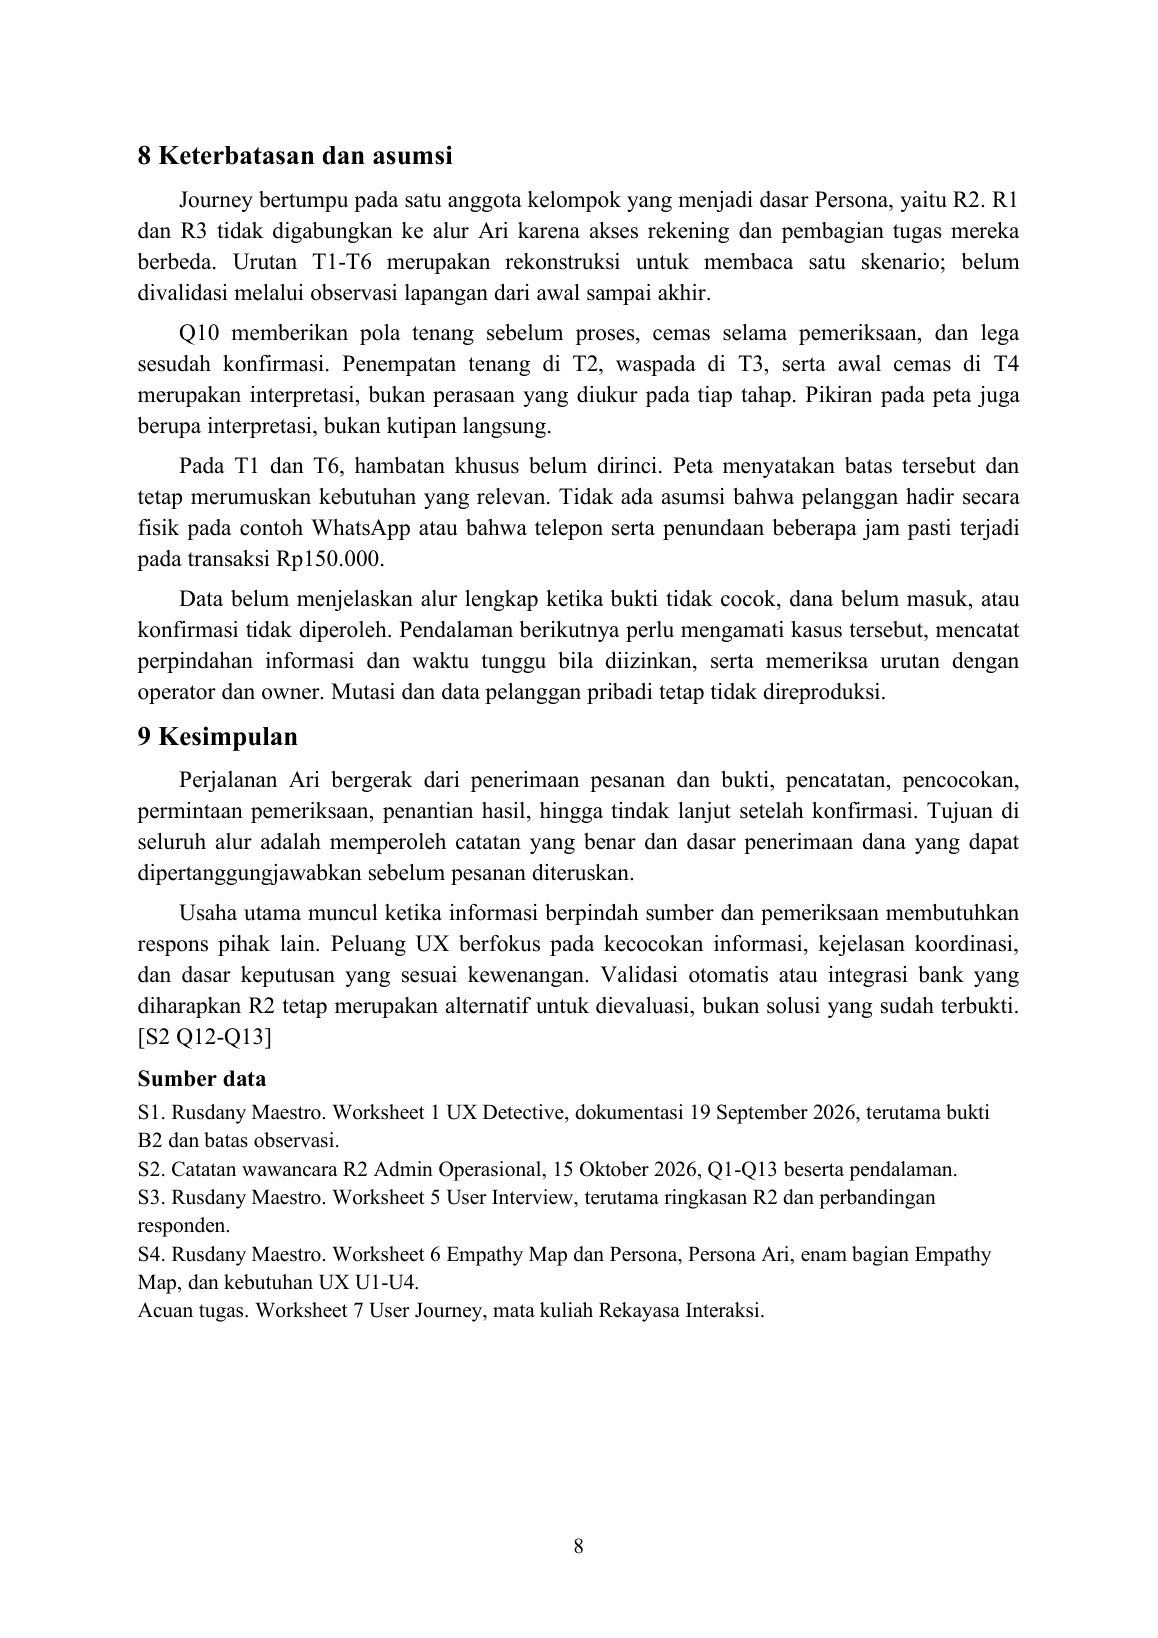 8 Keterbatasan dan asumsi
Journey bertumpu pada satu anggota kelompok yang menjadi dasar Persona, yaitu R2. R1
dan R3 tidak digabungkan ke alur Ari karena akses rekening dan pembagian tugas mereka
berbeda. Urutan T1-T6 merupakan rekonstruksi untuk membaca satu skenario; belum
divalidasi melalui observasi lapangan dari awal sampai akhir.
Q10 memberikan pola tenang sebelum proses, cemas selama pemeriksaan, dan lega
sesudah konfirmasi. Penempatan tenang di T2, waspada di T3, serta awal cemas di T4
merupakan interpretasi, bukan perasaan yang diukur pada tiap tahap. Pikiran pada peta juga
berupa interpretasi, bukan kutipan langsung.
Pada T1 dan T6, hambatan khusus belum dirinci. Peta menyatakan batas tersebut dan
tetap merumuskan kebutuhan yang relevan. Tidak ada asumsi bahwa pelanggan hadir secara
fisik pada contoh WhatsApp atau bahwa telepon serta penundaan beberapa jam pasti terjadi
pada transaksi Rp150.000.
Data belum menjelaskan alur lengkap ketika bukti tidak cocok, dana belum masuk, atau
konfirmasi tidak diperoleh. Pendalaman berikutnya perlu mengamati kasus tersebut, mencatat
perpindahan informasi dan waktu tunggu bila diizinkan, serta memeriksa urutan dengan
operator dan owner. Mutasi dan data pelanggan pribadi tetap tidak direproduksi.
9 Kesimpulan
Perjalanan Ari bergerak dari penerimaan pesanan dan bukti, pencatatan, pencocokan,
permintaan pemeriksaan, penantian hasil, hingga tindak lanjut setelah konfirmasi. Tujuan di
seluruh alur adalah memperoleh catatan yang benar dan dasar penerimaan dana yang dapat
dipertanggungjawabkan sebelum pesanan diteruskan.
Usaha utama muncul ketika informasi berpindah sumber dan pemeriksaan membutuhkan
respons pihak lain. Peluang UX berfokus pada kecocokan informasi, kejelasan koordinasi,
dan dasar keputusan yang sesuai kewenangan. Validasi otomatis atau integrasi bank yang
diharapkan R2 tetap merupakan alternatif untuk dievaluasi, bukan solusi yang sudah terbukti.
[S2 Q12-Q13]
Sumber data
S1. Rusdany Maestro. Worksheet 1 UX Detective, dokumentasi 19 September 2026, terutama bukti
B2 dan batas observasi.
S2. Catatan wawancara R2 Admin Operasional, 15 Oktober 2026, Q1-Q13 beserta pendalaman.
S3. Rusdany Maestro. Worksheet 5 User Interview, terutama ringkasan R2 dan perbandingan
responden.
S4. Rusdany Maestro. Worksheet 6 Empathy Map dan Persona, Persona Ari, enam bagian Empathy
Map, dan kebutuhan UX U1-U4.
Acuan tugas. Worksheet 7 User Journey, mata kuliah Rekayasa Interaksi.
8